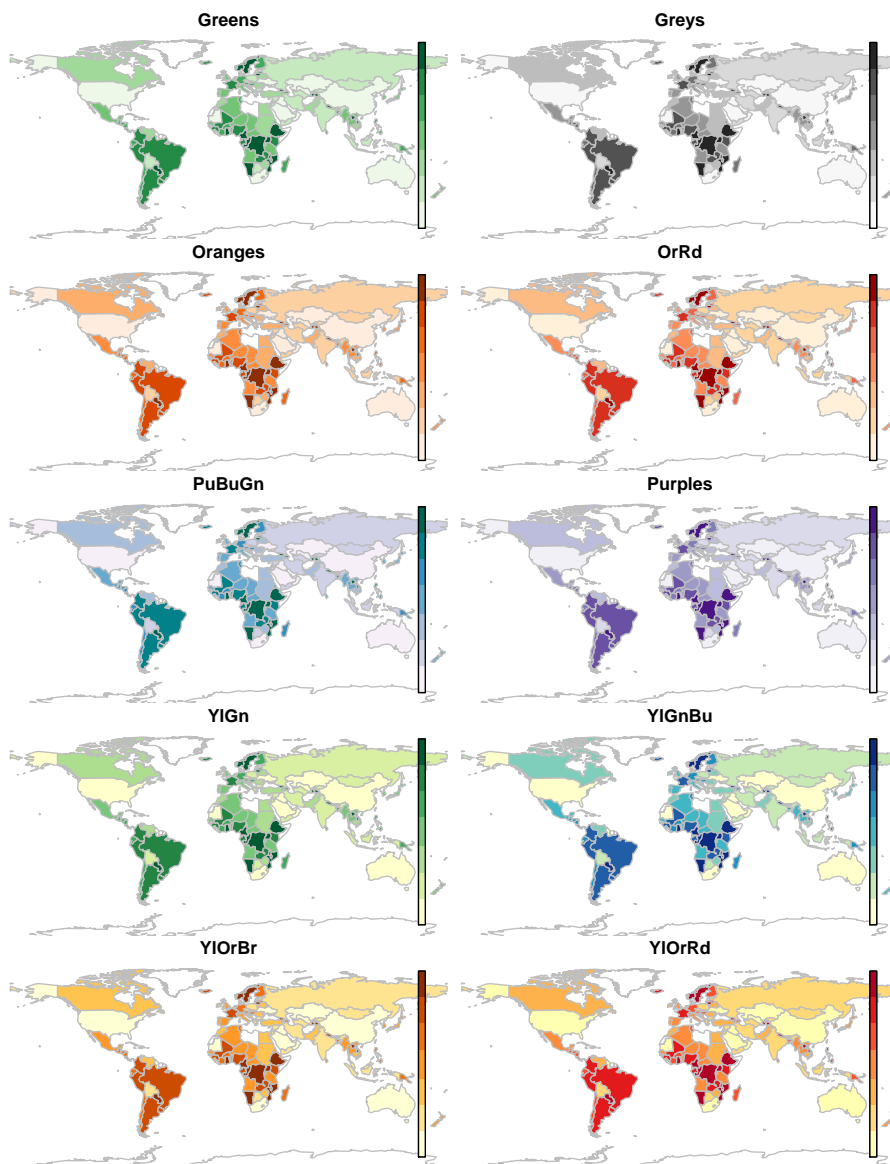 Greens
Greys
Oranges
OrRd
PuBuGn
Purples
YlGn
YlGnBu
YlOrBr
YlOrRd